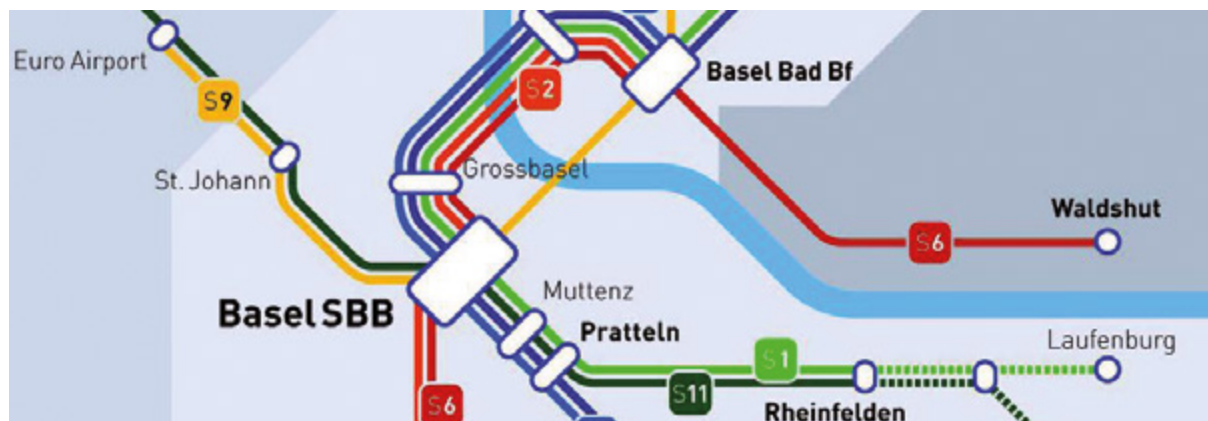 Euro Airport
S9
St. Johann
S2
Basel Bad Bf
Grossbasel
Waldshut
S6
Basel SBB
Muttenz
Pratteln
S1
Laufenburg
S11
S6
Rheinfelden